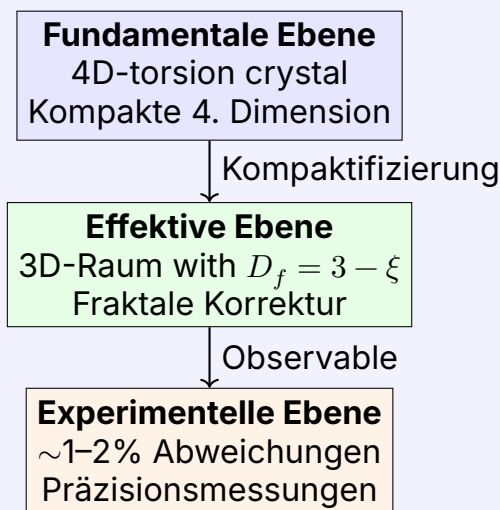 Fundamentale Ebene
4D-torsion crystal
Kompakte 4. Dimension
Kompaktifizierung
Effektive Ebene
3D-Raum with $D_f = 3 - \xi$
Fraktale Korrektur
Observable
Experimentelle Ebene
∼1–2% Abweichungen
Präzisionsmessungen